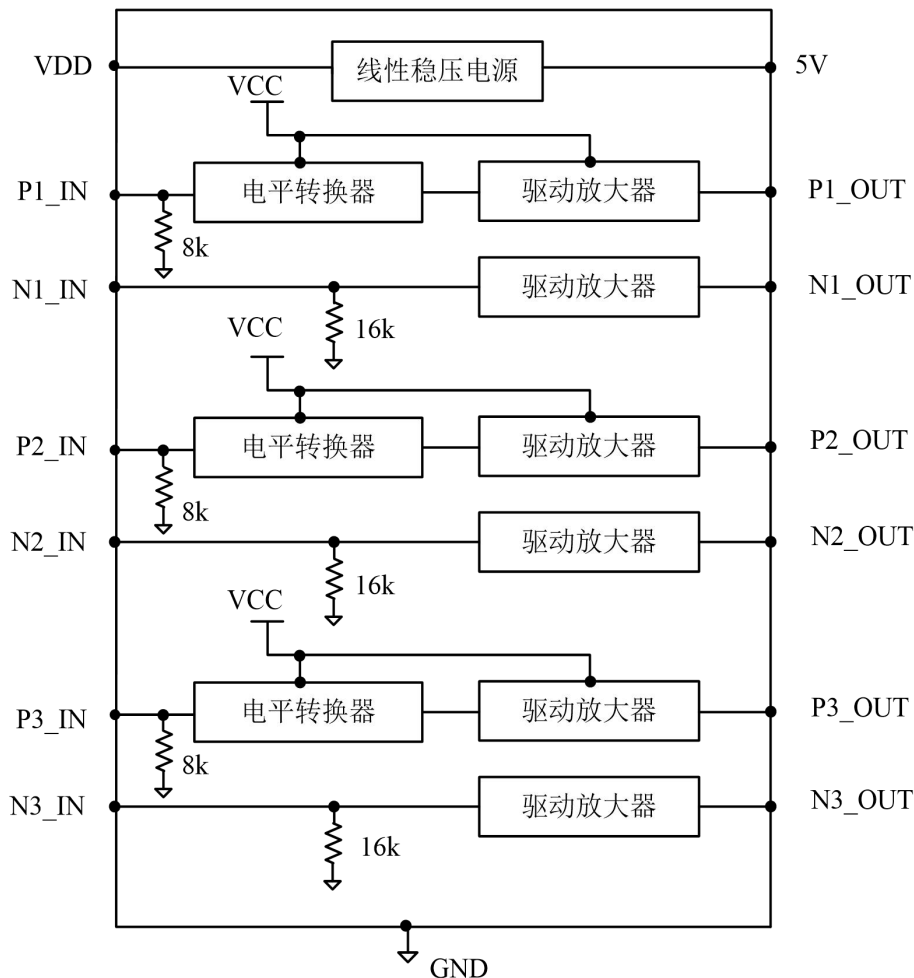 VDD 线性稳压电源 5V
VCC
P1_IN 电平转换器 驱动放大器 P1_OUT
8k
N1_IN 驱动放大器 N1_OUT
16k
VCC
P2_IN 电平转换器 驱动放大器 P2_OUT
8k
N2_IN 驱动放大器 N2_OUT
16k
VCC
P3_IN 电平转换器 驱动放大器 P3_OUT
8k
N3_IN 驱动放大器 N3_OUT
16k
GND